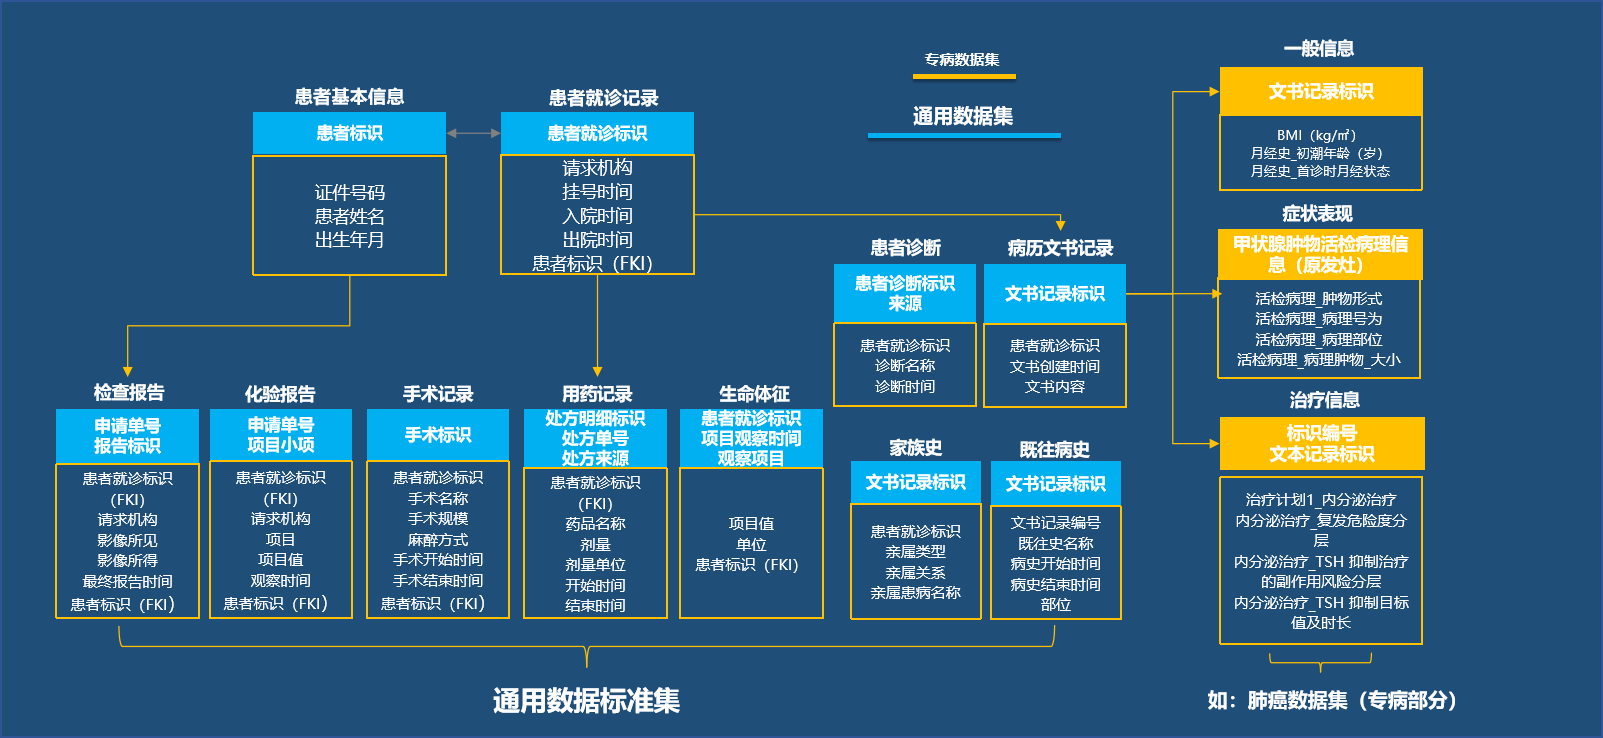 专病数据集
通用数据集
患者基本信息
患者标识
证件号码
患者姓名
出生年月
患者就诊记录
患者就诊标识
请求机构
挂号时间
入院时间
出院时间
患者标识（FKI）
患者诊断
患者诊断标识
来源
患者就诊标识
诊断名称
诊断时间
病历文书记录
文书记录标识
患者就诊标识
文书创建时间
文书内容
检查报告
申请单号
报告标识
患者就诊标识
(FKI)
请求机构
影像所见
影像所得
最终报告时间
患者标识（FKI）
化验报告
申请单号
项目小项
患者就诊标识
(FKI)
请求机构
项目
项目值
观察时间
患者标识（FKI）
手术记录
手术标识
患者就诊标识
手术名称
手术规模
麻醉方式
手术开始时间
手术结束时间
患者标识（FKI）
用药记录
处方明细标识
处方单号
处方来源
患者就诊标识
(FKI)
药品名称
剂量
剂量单位
开始时间
结束时间
生命体征
患者就诊标识
项目观察时间
观察项目
项目值
单位
患者标识（FKI）
家族史
文书记录标识
患者就诊标识
亲属类型
亲属关系
亲属患病名称
既往病史
文书记录标识
文书记录编号
既往史名称
病史开始时间
病史结束时间
部位
通用数据标准集
一般信息
文书记录标识
BMI（kg/㎡）
月经史_初潮年龄（岁）
月经史_首诊时月经状态
症状表现
甲状腺肿物活检病理信
息（原发灶）
活检病理_肿物形式
活检病理_病理号为
活检病理_病理部位
活检病理_病理肿物_大小
治疗信息
标识编号
文本记录标识
治疗计划1_内分泌治疗
内分泌治疗_复发危险度分
层
内分泌治疗_TSH 抑制治疗
的副作用风险分层
内分泌治疗_TSH 抑制目标
值及时长
如：肺癌数据集（专病部分）